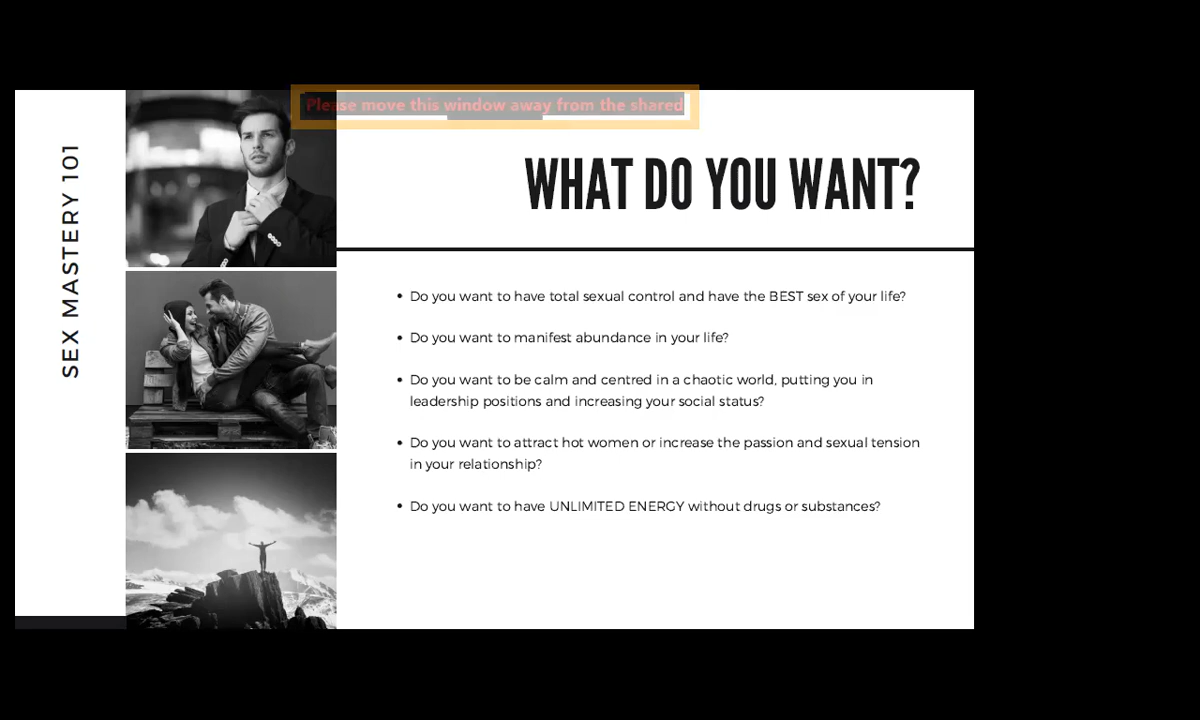 SEX MASTERY 101
Please move this window away from the shared
WHAT DO YOU WANT?
• Do you want to have total sexual control and have the BEST sex of your life?
• Do you want to manifest abundance in your life?
• Do you want to be calm and centred in a chaotic world, putting you in
leadership positions and increasing your social status?
• Do you want to attract hot women or increase the passion and sexual tension
in your relationship?
• Do you want to have UNLIMITED ENERGY without drugs or substances?